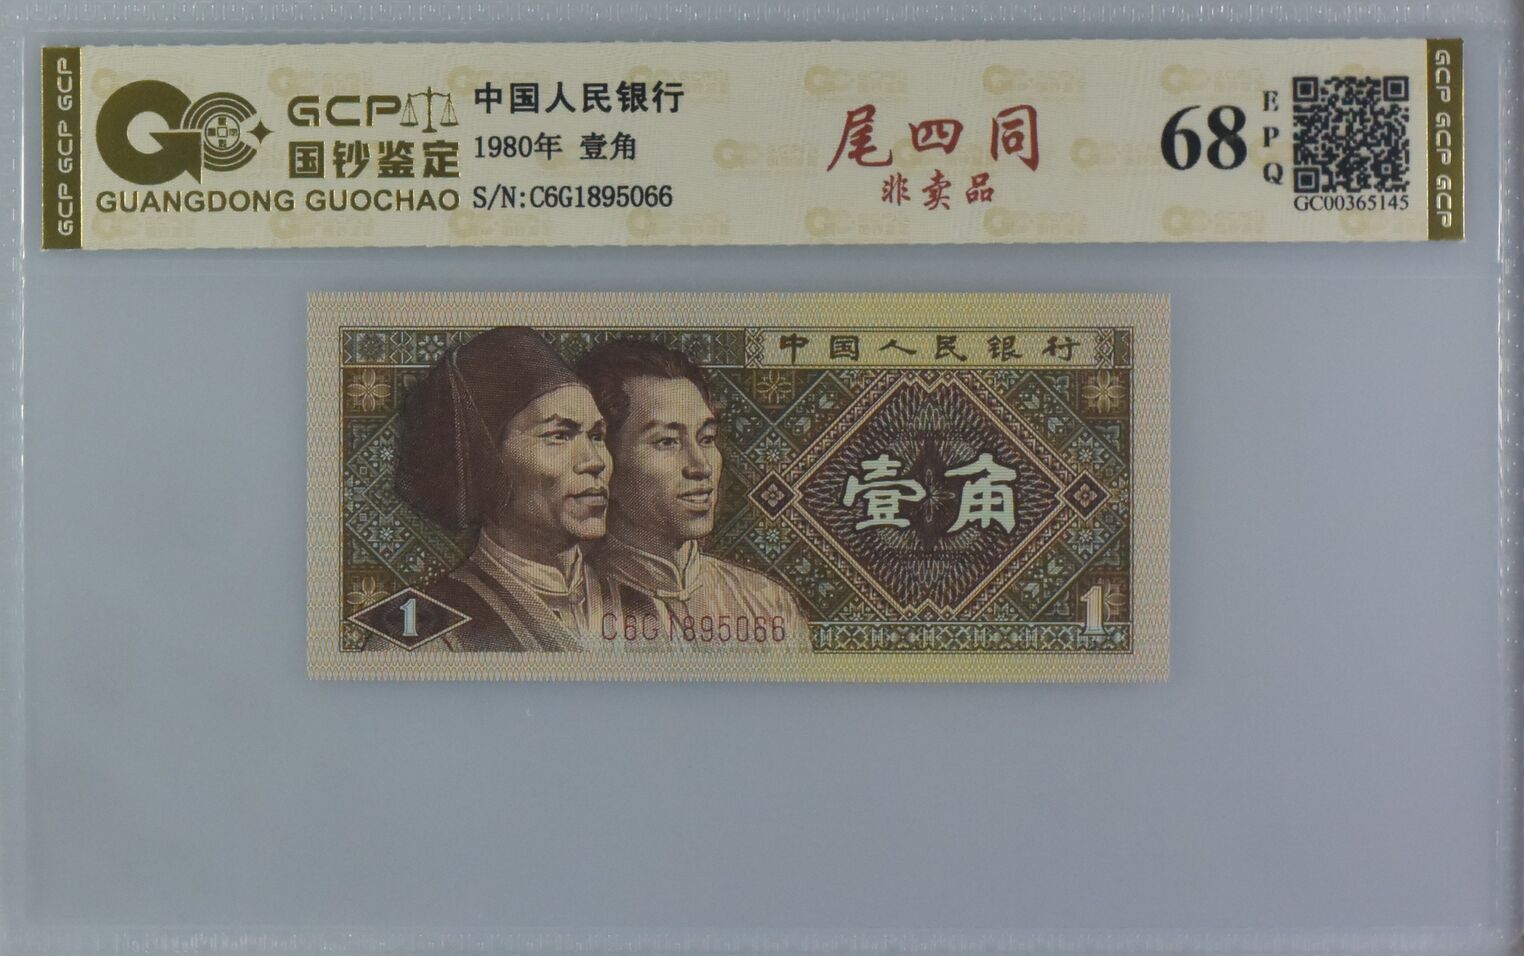 GCP GCP GCP
GCP
国钞鉴定
GUANGDONG GUOCHAO
中国人民银行
1980年 壹角
S/N:C6G1895066
尾四同
非卖品
68
EPQ
GC00365145
GCP GCP GCP
中国人民银行
壹角
1
C6G1895066
1